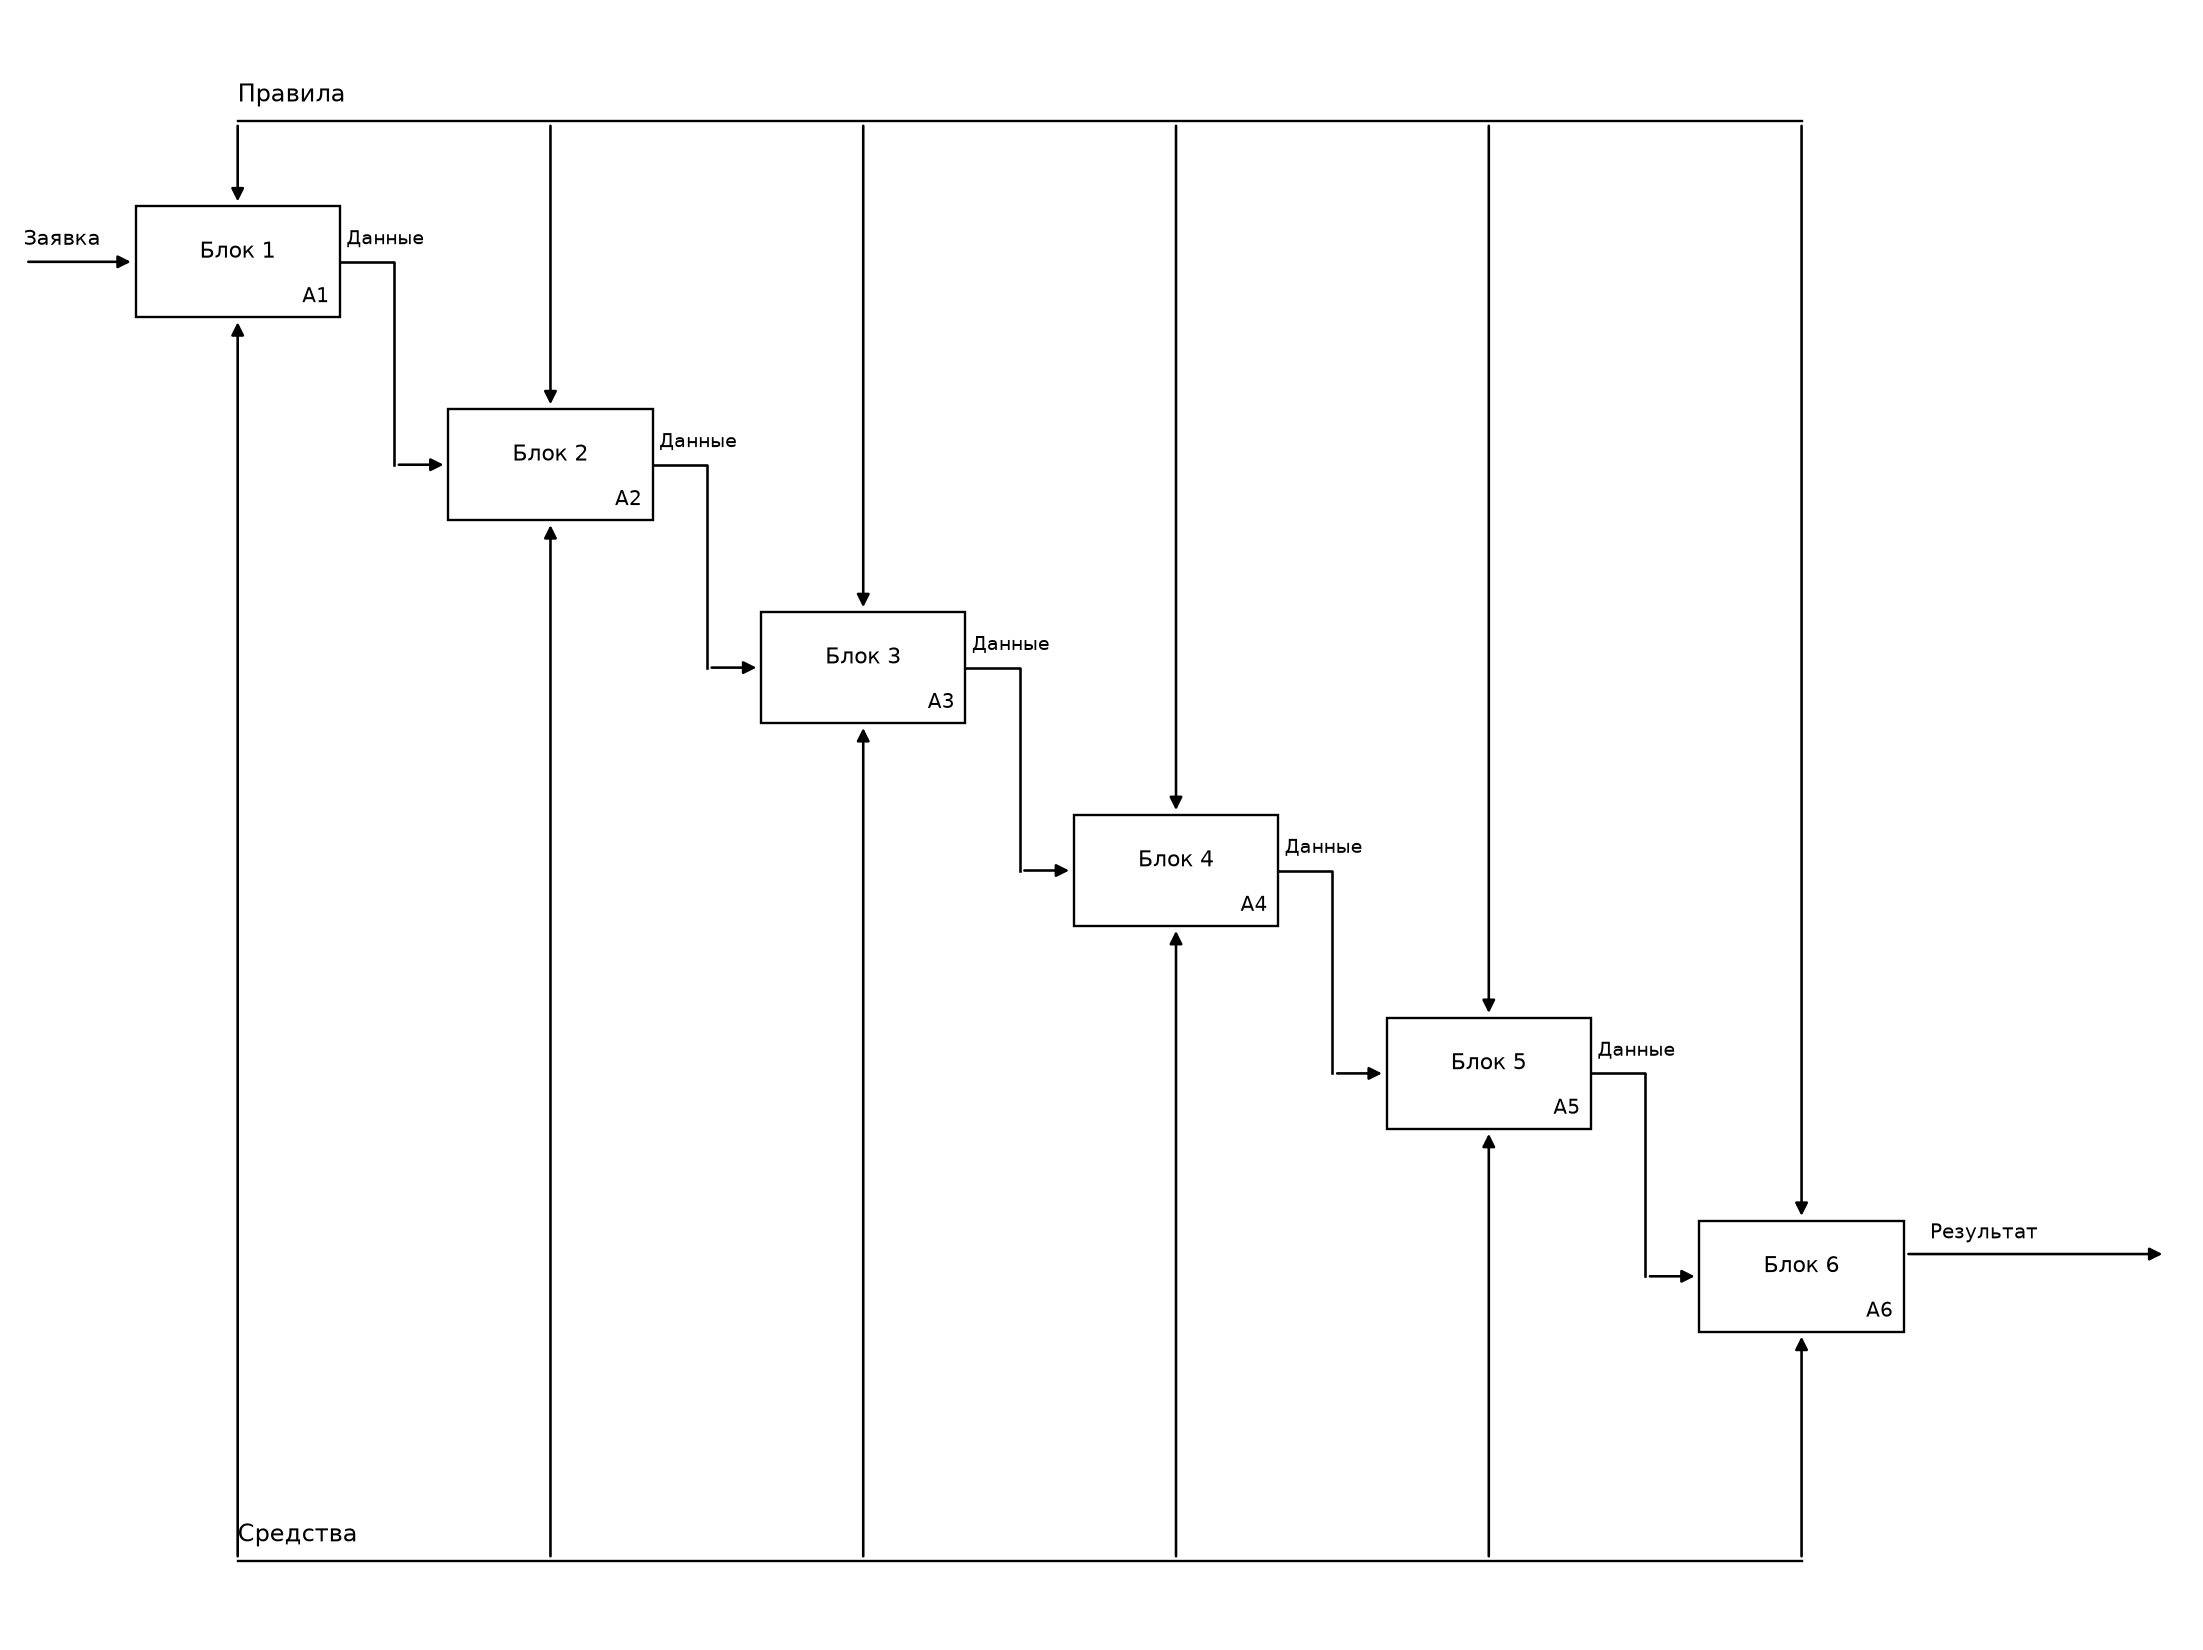 Правила
Заявка
Блок 1
Данные
A1
Блок 2
Данные
A2
Блок 3
Данные
A3
Блок 4
Данные
A4
Блок 5
Данные
A5
Блок 6
Результат
A6
Средства